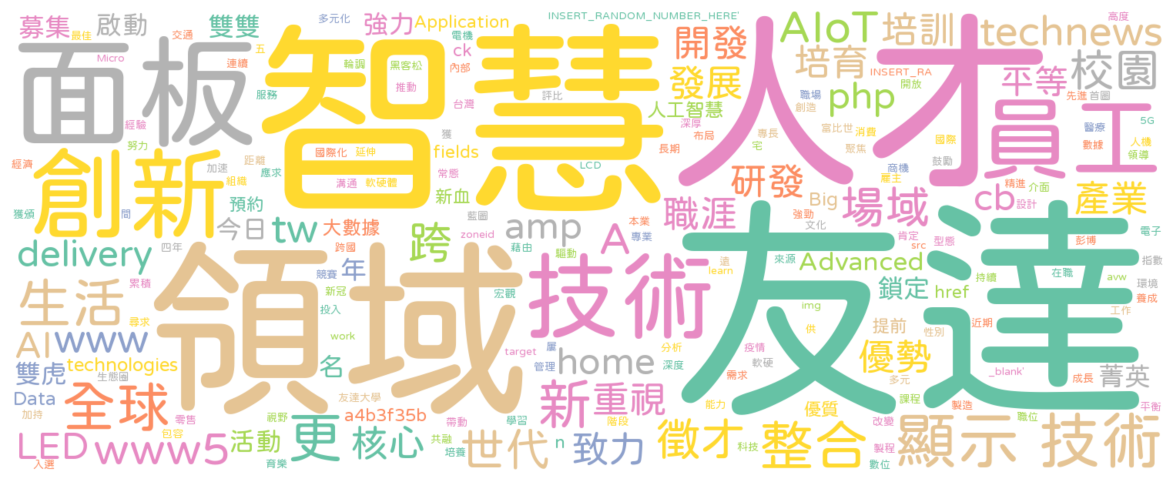 募集
最佳
啟動
交通
雙雙
多元化
五
強力
Application
INSERT_RANDOM_NUMBER_HERE'
AIoT
培訓
technews
高度
面板
Micro
連續
智慧
電機
輪調
黑客松
ck
內部
開發
人才
培育
INSERT_RA
開放
平等
校園
服務
推動
台灣
評比
發展
人工智慧
php
職場
創造
先進
首園
5G
經驗
努力
加速
經濟
創新
距離
組織
應求
國際化
延伸
溝通
軟硬體
fields
常態
新血
獲
LCD
深厚
布局
長期
宅
專長
富比世
消費
聚焦
國際
鼓勵
員工
醫療
人機
數據
領導
研發
商機
雇主
精進
介面
產業
獲頒
間
預約
今日
tw
大數據
藍圖
zoneid
amp
職涯
本業
專業
A
Big
強勁
文化
場域
肯定
src
cb
設計
型態
彭博
電子
delivery
四年
跨國
跨
藉由
驅動
技術
友達
來源
Advanced
鎖定
href
持續
在職
指數
avw
環境
養成
生活
累積
領域
年
競賽
新冠
投入
宏觀
learn
img
供
提前
性別
近期
工作
尋求
AI
www
technologies
名
work
target
home
屬
管理
分析
深度
疫情
軟硬
需求
優勢
多元
_blank'
成長
菁英
雙虎
生態圈
Data
加持
零售
全球
包容
友達大學
視野
a4b3f35b
帶動
學習
新
重視
階段
能力
優質
課程
改變
製造
職位
平衡
LED
入選
www5
活動
育樂
更
核心
共融
培養
世代
n
致力
徵才
科技
整合
製程
數位
顯示
技術